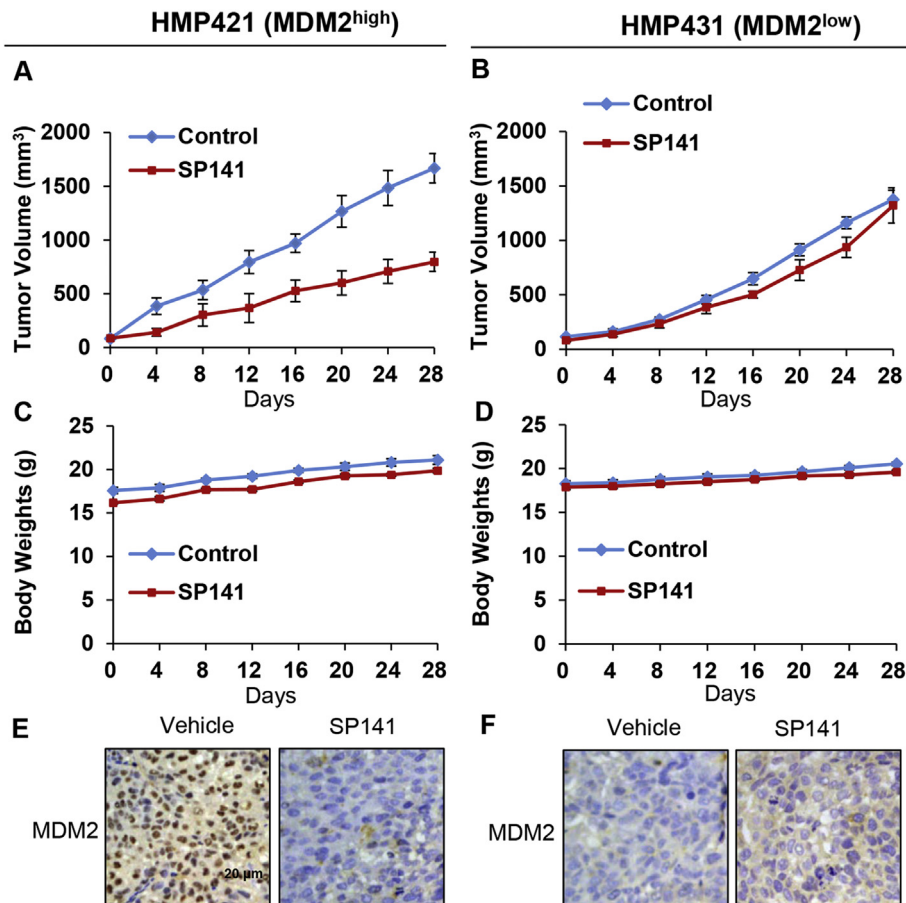 HMP421 (MDM2high)
HMP431 (MDM2low)
A
Control
SP141
Tumor Volume (mm3)
2000
1500
1000
500
0
0 4 8 12 16 20 24 28
Days
B
Control
SP141
Tumor Volume (mm3)
2000
1500
1000
500
0
0 4 8 12 16 20 24 28
Days
C
Body Weights (g)
25
20
15
10
5
0
Control
SP141
0 4 8 12 16 20 24 28
Days
D
Body Weights (g)
25
20
15
10
5
0
Control
SP141
0 4 8 12 16 20 24 28
Days
E
Vehicle SP141
MDM2
20 µm
F
Vehicle SP141
MDM2